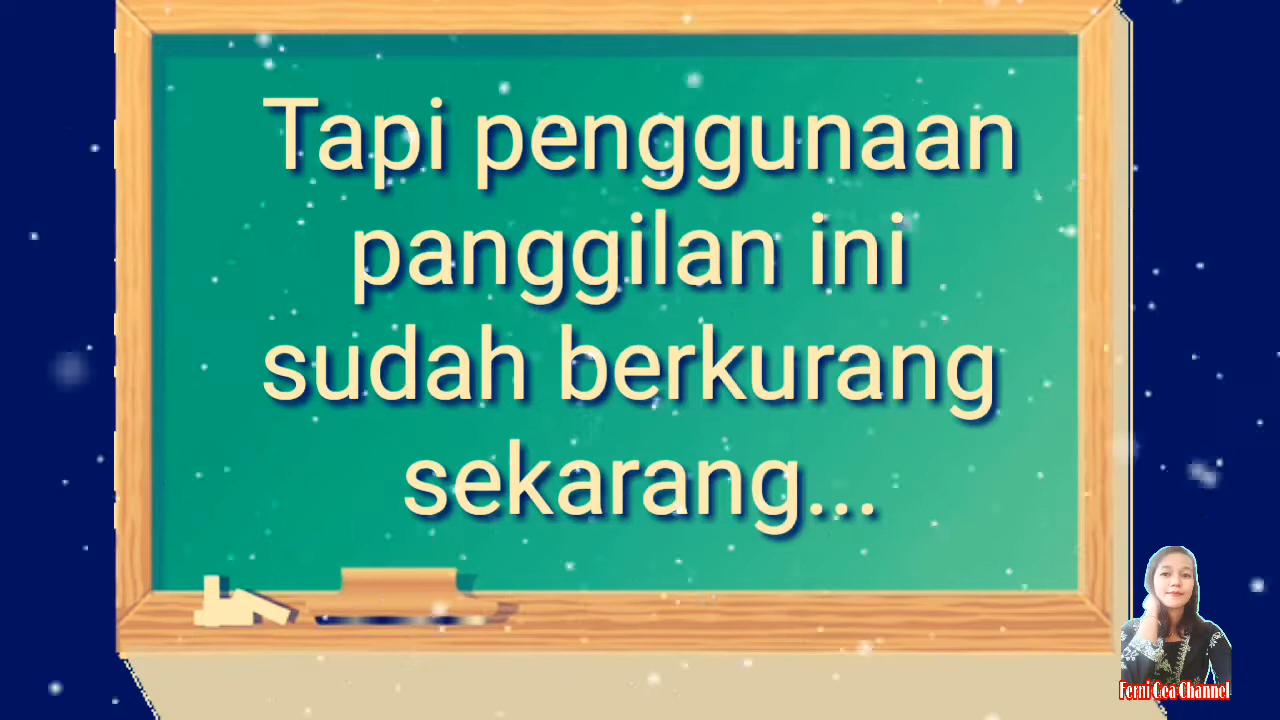 Tapi penggunaan
panggilan ini
sudah berkurang
sekarang...
Ferni Gea Channel